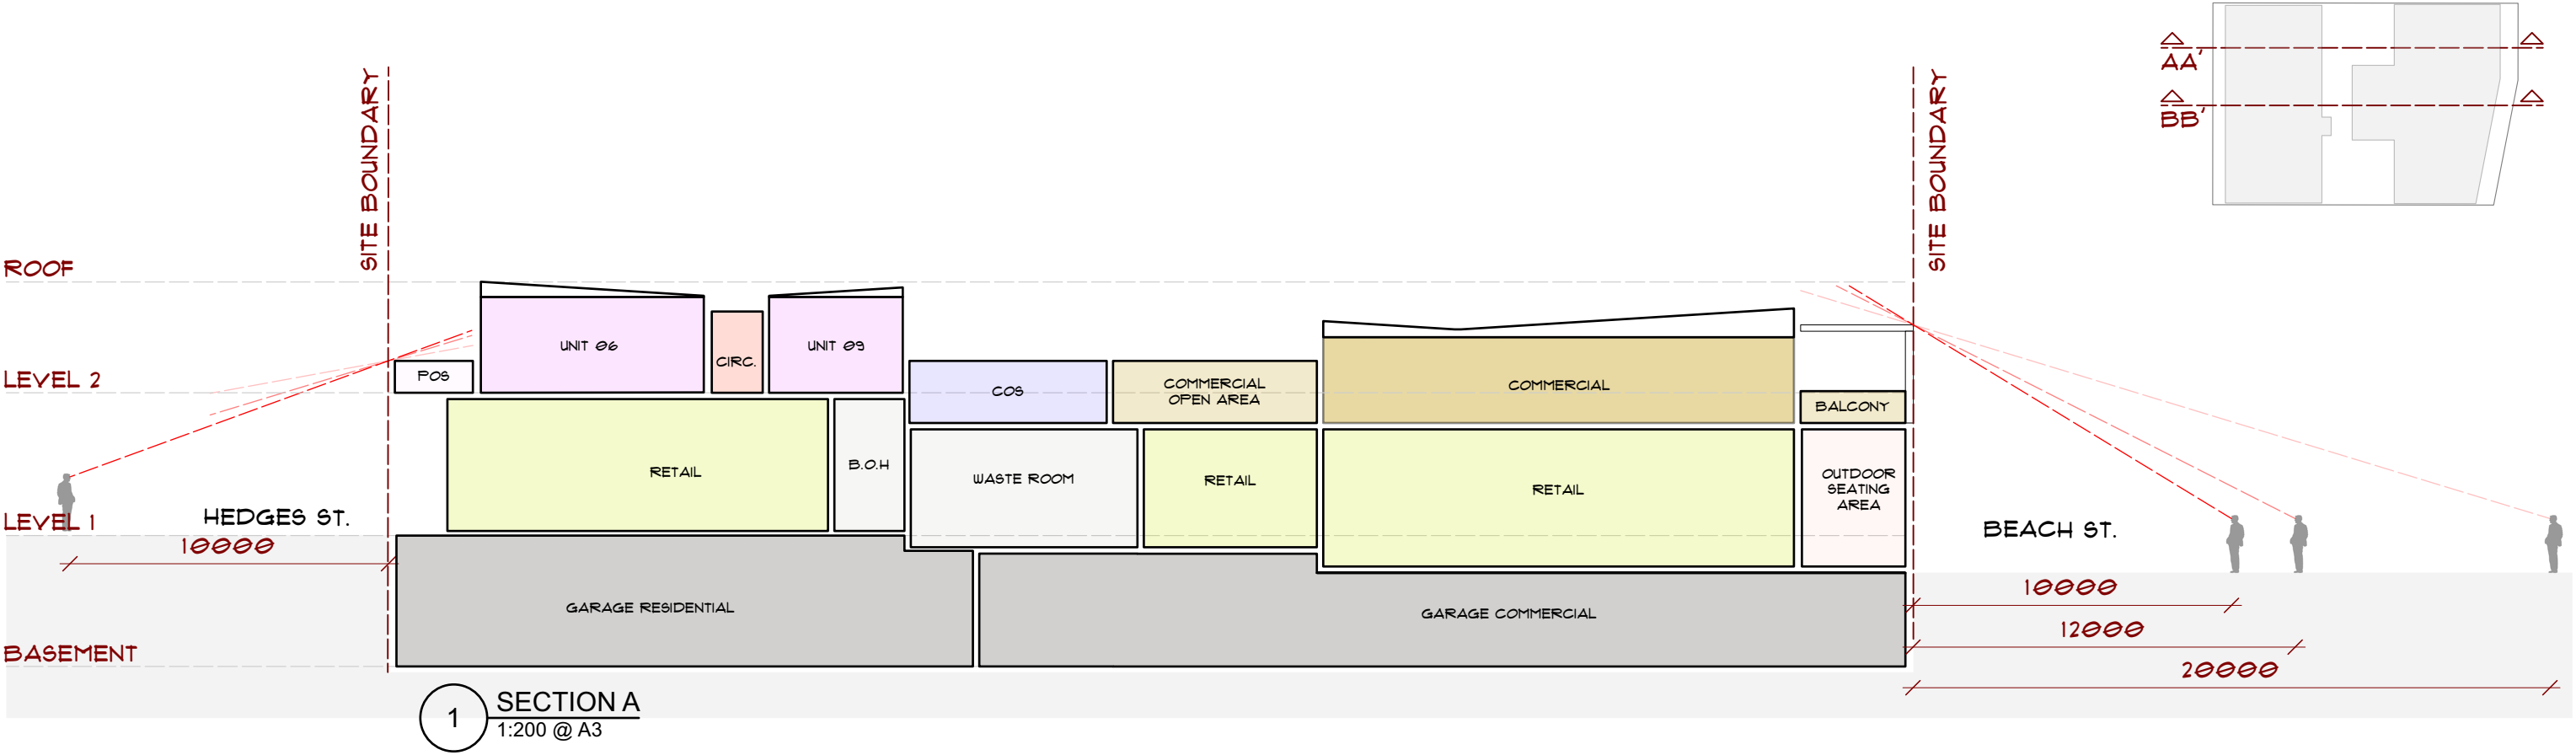 AA'
BB'
SITE BOUNDARY
SITE BOUNDARY
ROOF
UNIT 06
CIRC.
UNIT 09
LEVEL 2
POS
COS
COMMERCIAL
OPEN AREA
COMMERCIAL
BALCONY
RETAIL
B.O.H
WASTE ROOM
RETAIL
RETAIL
OUTDOOR
SEATING
AREA
LEVEL 1
HEDGES ST.
BEACH ST.
10000
10000
GARAGE RESIDENTIAL
GARAGE COMMERCIAL
12000
BASEMENT
20000
1
SECTION A
1:200 @ A3